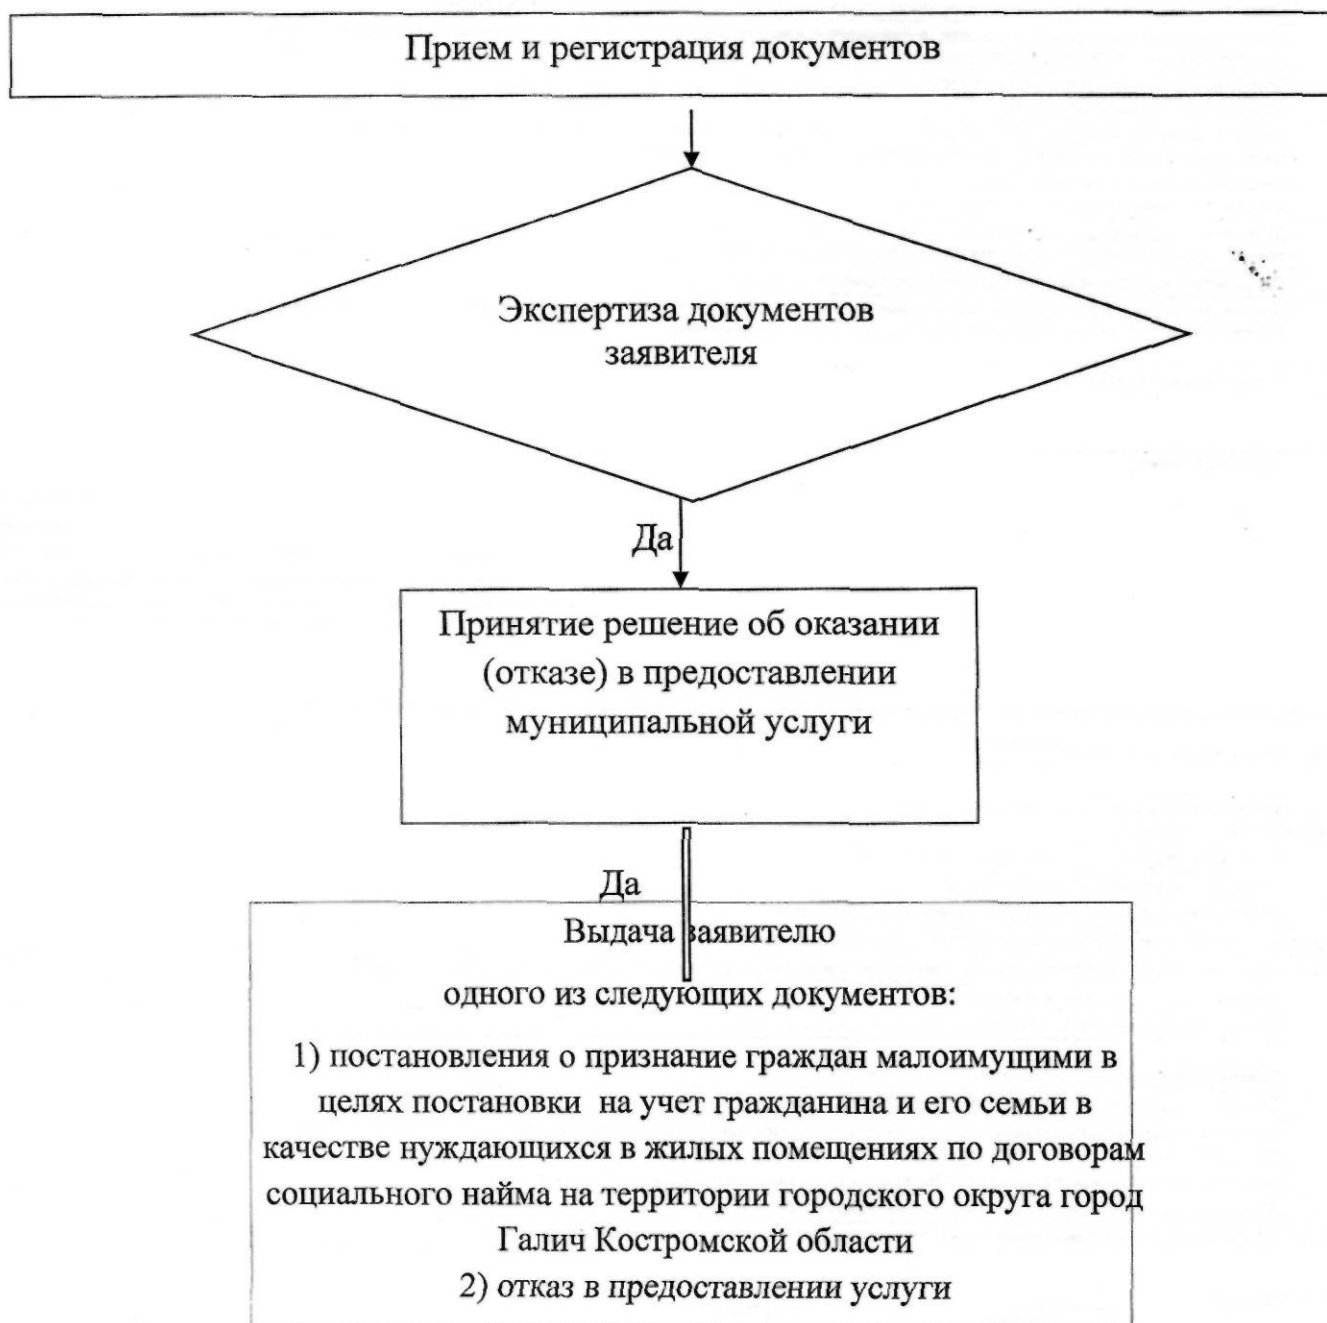 Прием и регистрация документов
Экспертиза документов
заявителя
Да
Принятие решение об оказании
(отказе) в предоставлении
муниципальной услуги
Да
Выдача заявителю
одного из следующих документов:
1) постановления о признание граждан малоимущими в
целях постановки на учет гражданина и его семьи в
качестве нуждающихся в жилых помещениях по договорам
социального найма на территории городского округа город
Галич Костромской области
2) отказ в предоставлении услуги